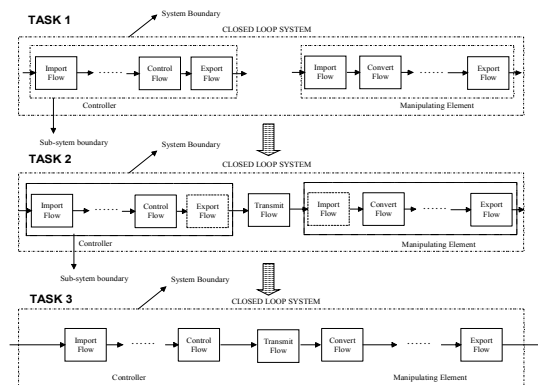 TASK 1
System Boundary
CLOSED LOOP SYSTEM
Import Flow
Control Flow
Export Flow
Import Flow
Convert Flow
Export Flow
Controller
Manipulating Element
Sub-sytem boundary
System Boundary
TASK 2
CLOSED LOOP SYSTEM
Import Flow
Control Flow
Export Flow
Transmit Flow
Import Flow
Convert Flow
Export Flow
Controller
Manipulating Element
Sub-sytem boundary
System Boundary
TASK 3
CLOSED LOOP SYSTEM
Import Flow
Control Flow
Transmit Flow
Convert Flow
Export Flow
Controller
Manipulating Element